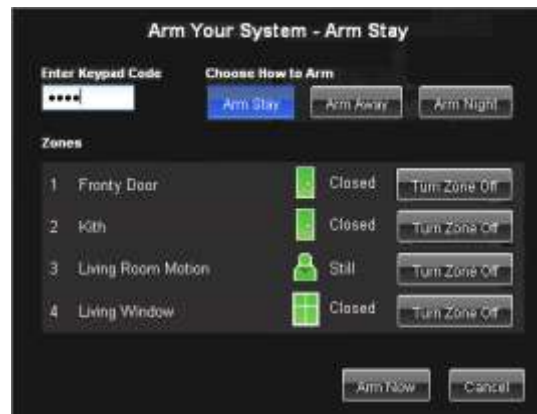 Arm Your System - Arm Stay
Enter Keypad Code Choose How to Arm
Arm Stay Arm Away Arm Night
Zones
1 Fronty Door Closed Turn Zone Off
2 Kith Closed Turn Zone Off
3 Living Room Motion Still Turn Zone Off
4 Living Window Closed Turn Zone Off
Arm Now Cancel